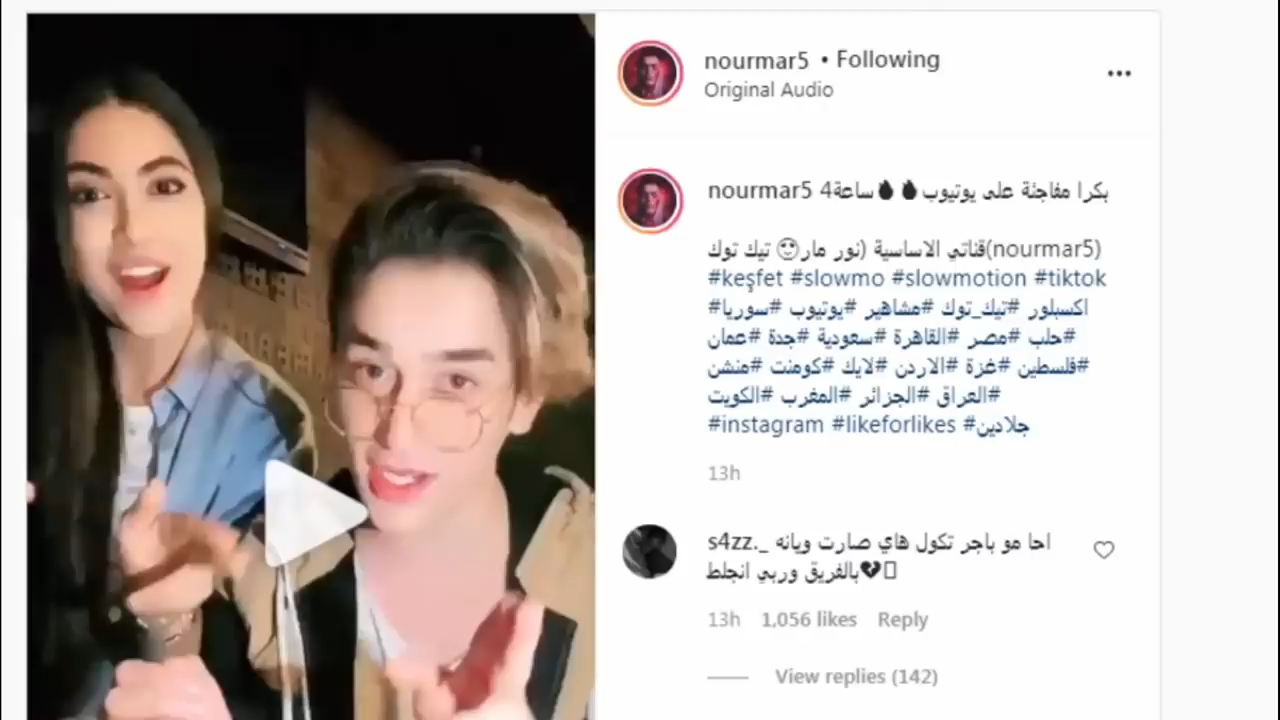 nourmar5 • Following
Original Audio
nourmar5 بكرا مفاجئة على يوتيوب🔥🔥ساعة4
(nourmar5)قناتي الاساسية (نور مار🙂 تيك توك
#keşfet #slowmo #slowmotion #tiktok
اكسبلور #تيك_توك #مشاهير #يوتيوب #سوريا#
#حلب #مصر #القاهرة #سعودية #جدة #عمان
#فلسطين #غزة #الاردن #لايك #كومنت #منشن
#العراق #الجزائر #المغرب #الكويت
#instagram #likeforlikes #جلادين
13h
s4zz._ احا مو باجر تكول هاي صارت ويانه
بالفريق وربي انجلط💔
13h 1,056 likes Reply
View replies (142)